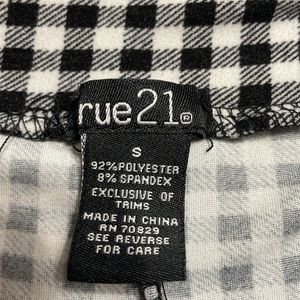 rue21®
S
92% POLYESTER
8% SPANDEX
EXCLUSIVE OF
TRIMS
MADE IN CHINA
RN 70829
SEE REVERSE
FOR CARE